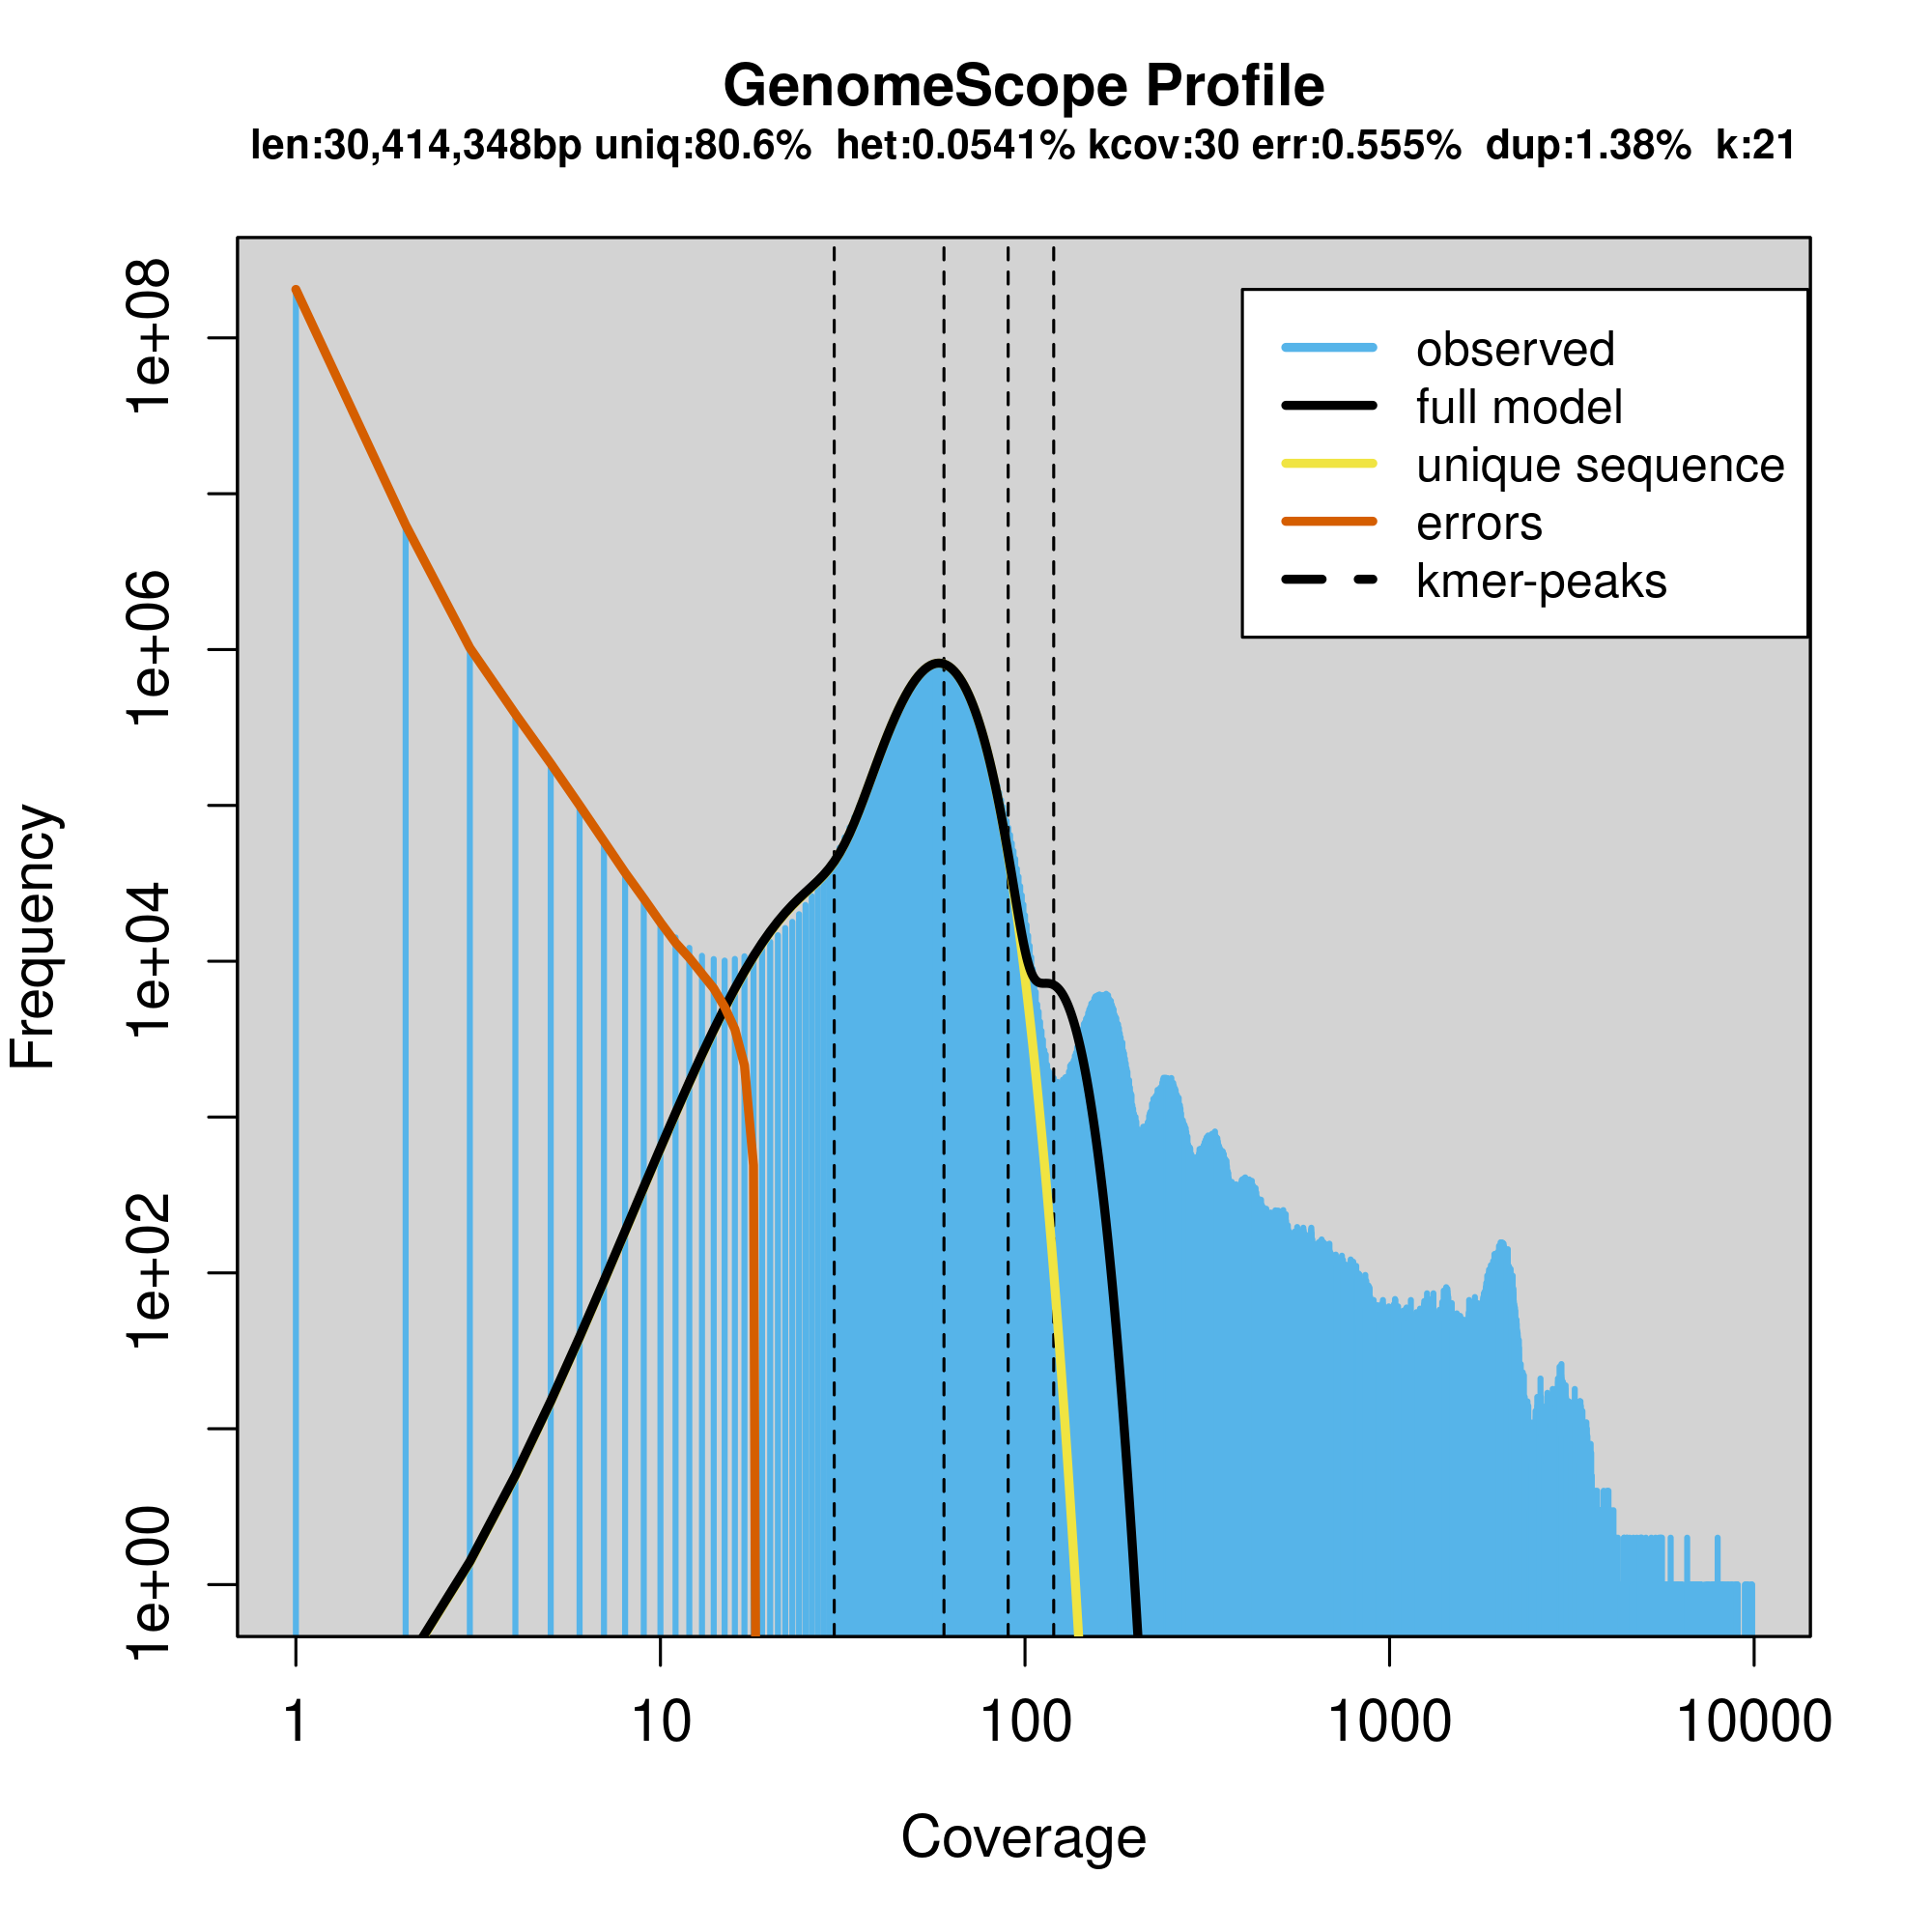 GenomeScope Profile
len:30,414,348bp uniq:80.6% het:0.0541% kcov:30 err:0.555% dup:1.38% k:21
observed
full model
unique sequence
errors
kmer-peaks
Frequency
1e+08
1e+06
1e+04
1e+02
1e+00
1 10 100 1000 10000
Coverage